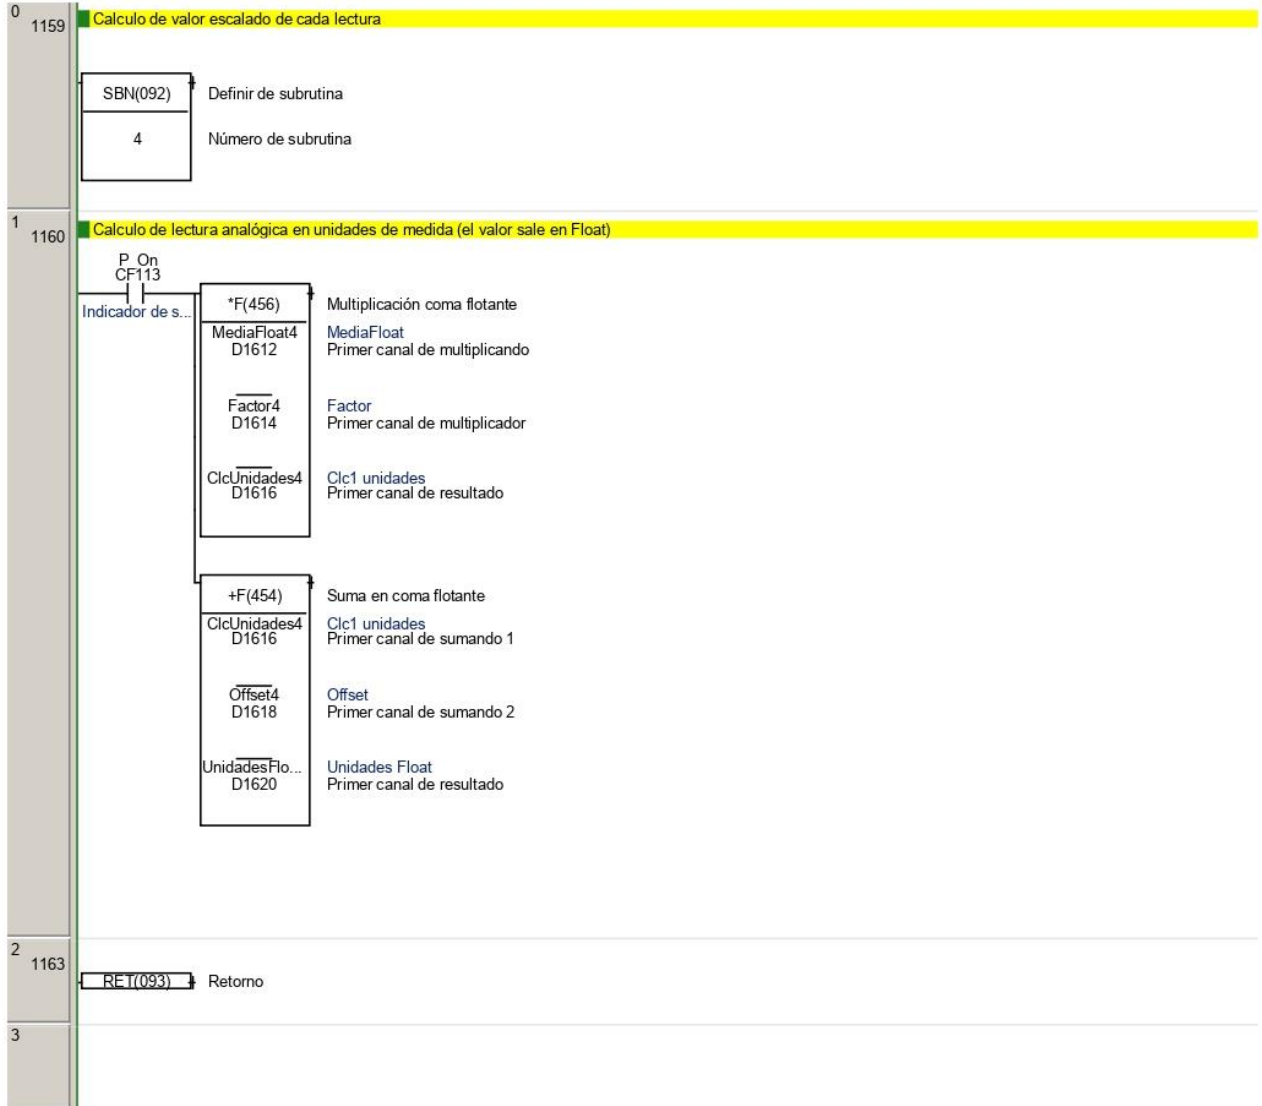 0
1159
Calculo de valor escalado de cada lectura
SBN(092)
Definir de subrutina
4
Número de subrutina
1
1160
Calculo de lectura analógica en unidades de medida (el valor sale en Float)
P_On
CF113
Indicador de s...
*F(456)
Multiplicación coma flotante
MediaFloat4
MediaFloat
D1612
Primer canal de multiplicando
Factor4
Factor
D1614
Primer canal de multiplicador
ClcUnidades4
Clc1 unidades
D1616
Primer canal de resultado
+F(454)
Suma en coma flotante
ClcUnidades4
Clc1 unidades
D1616
Primer canal de sumando 1
Offset4
Offset
D1618
Primer canal de sumando 2
UnidadesFlo...
Unidades Float
D1620
Primer canal de resultado
2
1163
RET(093)
Retorno
3